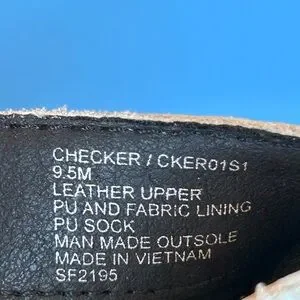 CHECKER / CKER01S1
9.5M
LEATHER UPPER
PU AND FABRIC LINING
PU SOCK
MAN MADE OUTSOLE
MADE IN VIETNAM
SF2195